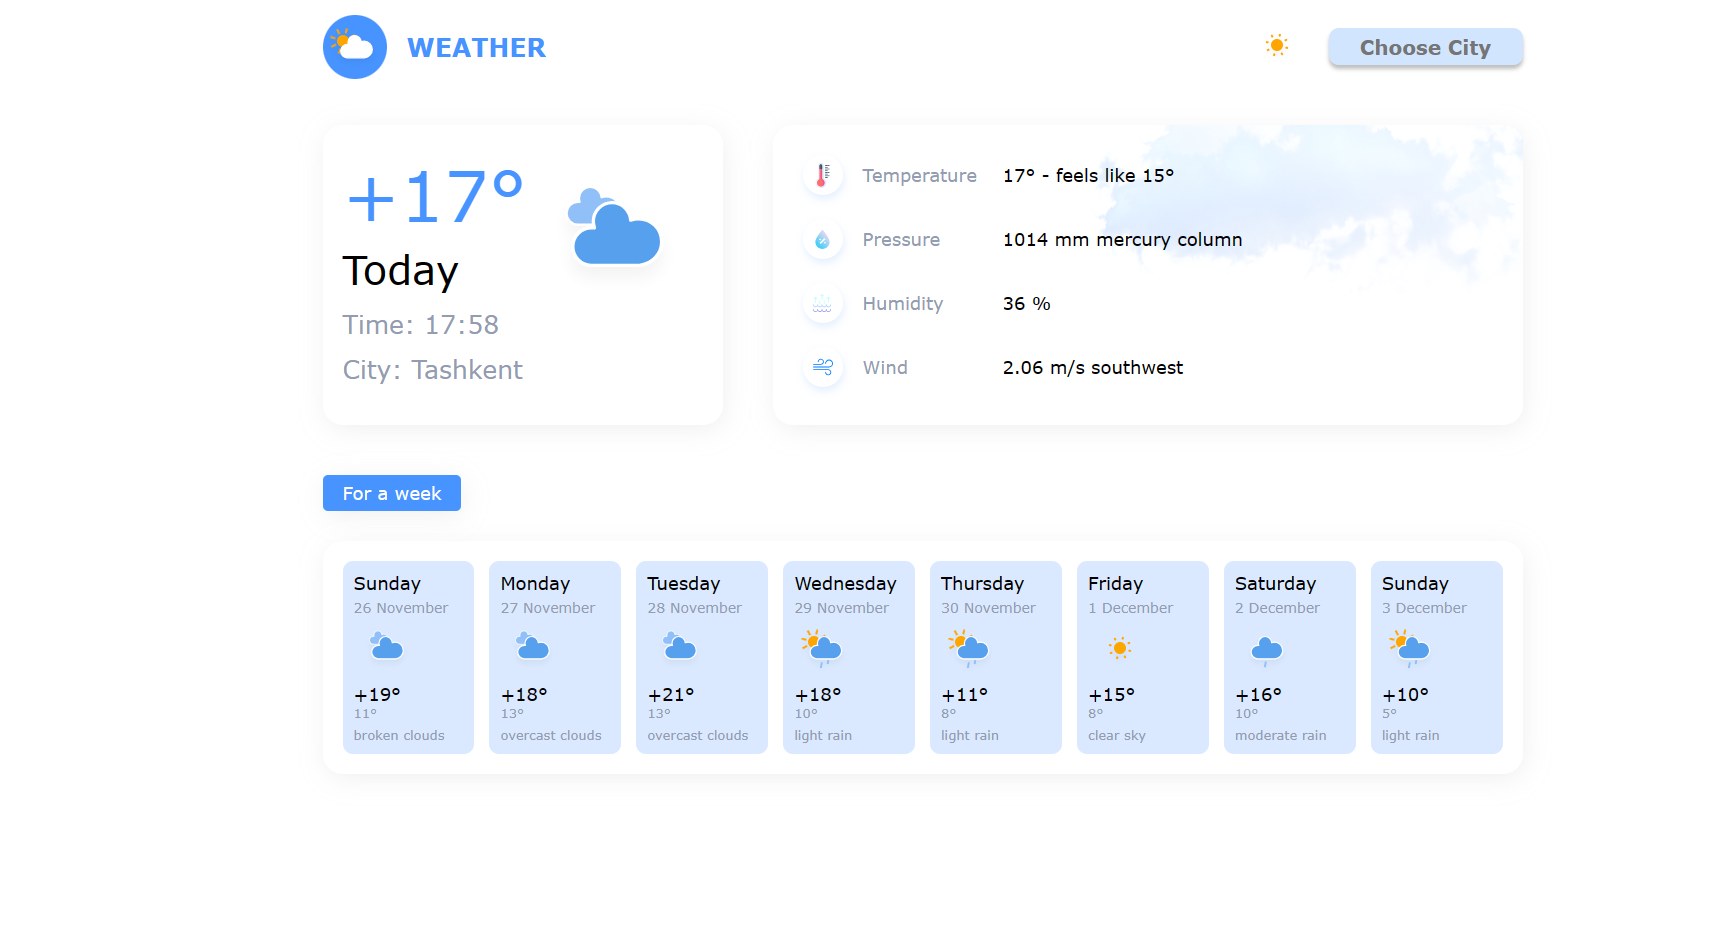 WEATHER
Choose City
+17°
Today
Time: 17:58
City: Tashkent
Temperature 17° - feels like 15°
Pressure 1014 mm mercury column
Humidity 36 %
Wind 2.06 m/s southwest
For a week
Sunday
26 November
+19°
11°
broken clouds
Monday
27 November
+18°
13°
overcast clouds
Tuesday
28 November
+21°
13°
overcast clouds
Wednesday
29 November
+18°
10°
light rain
Thursday
30 November
+11°
8°
light rain
Friday
1 December
+15°
8°
clear sky
Saturday
2 December
+16°
10°
moderate rain
Sunday
3 December
+10°
5°
light rain